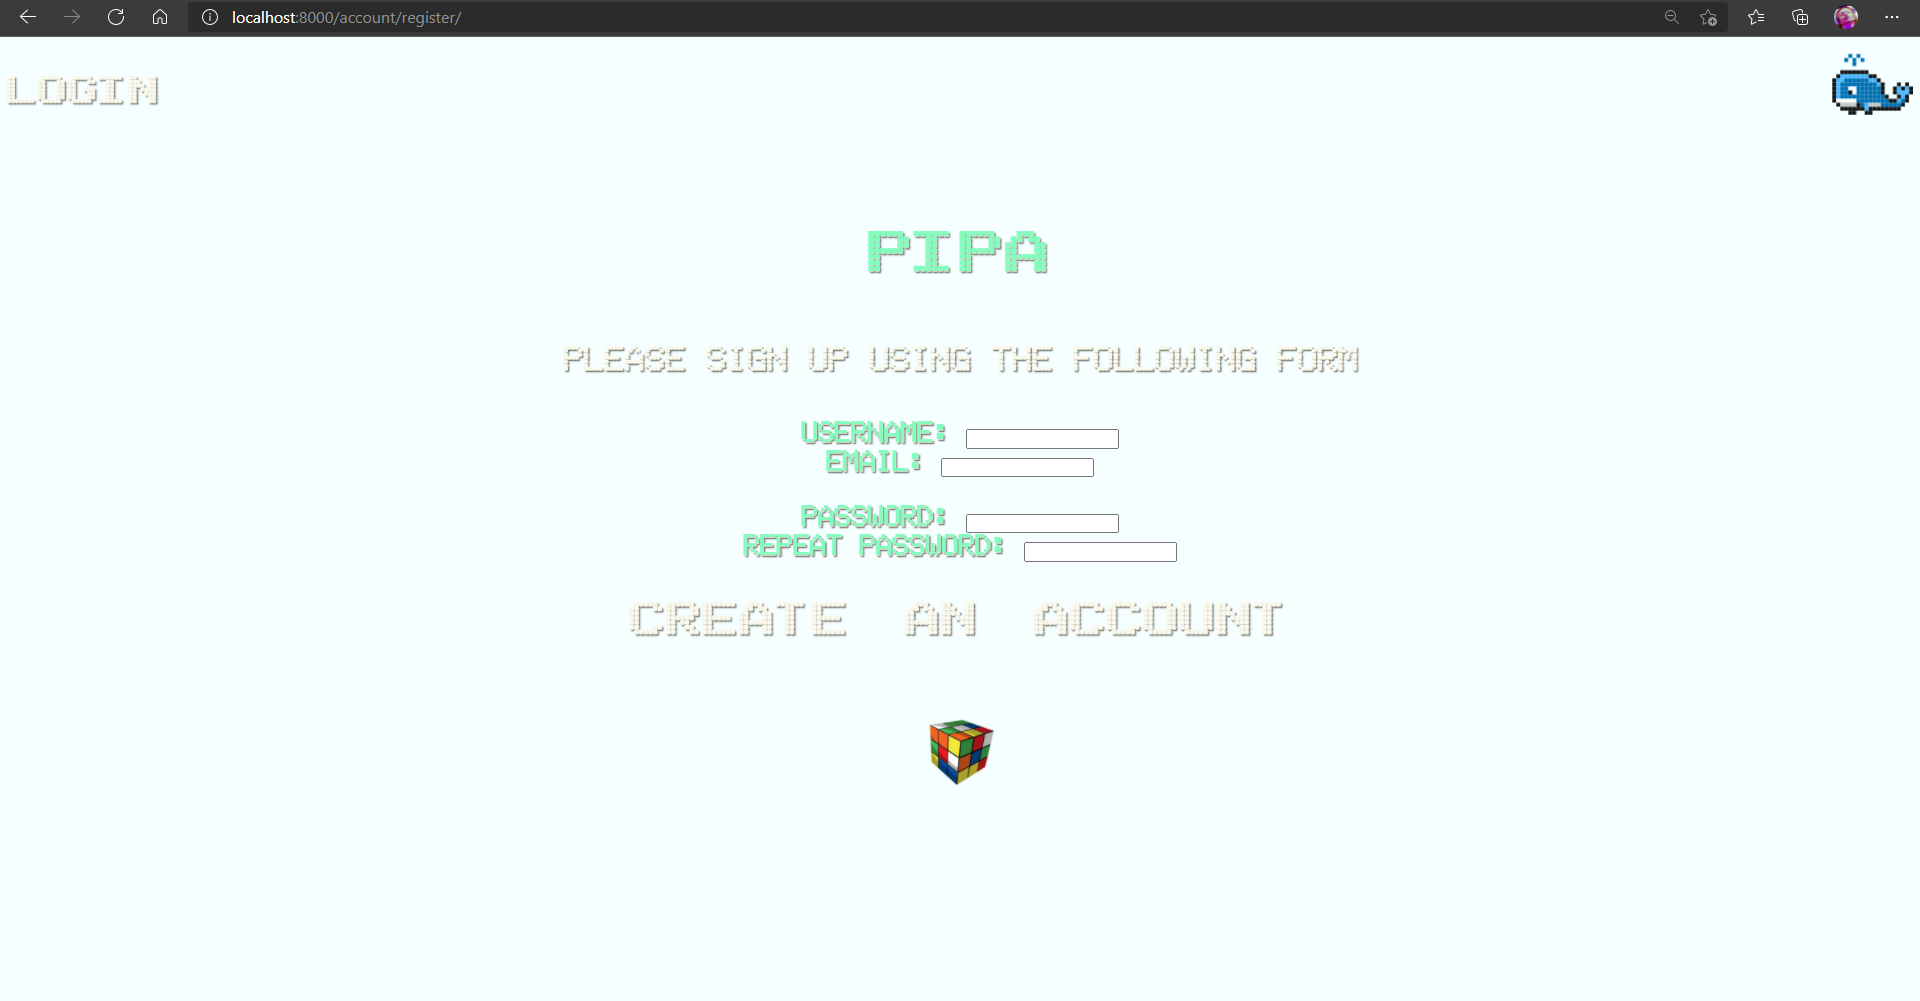 localhost:8000/account/register/
LOGIN
PIPA
PLEASE SIGN UP USING THE FOLLOWING FORM
USERNAME:
EMAIL:
PASSWORD:
REPEAT PASSWORD:
CREATE AN ACCOUNT